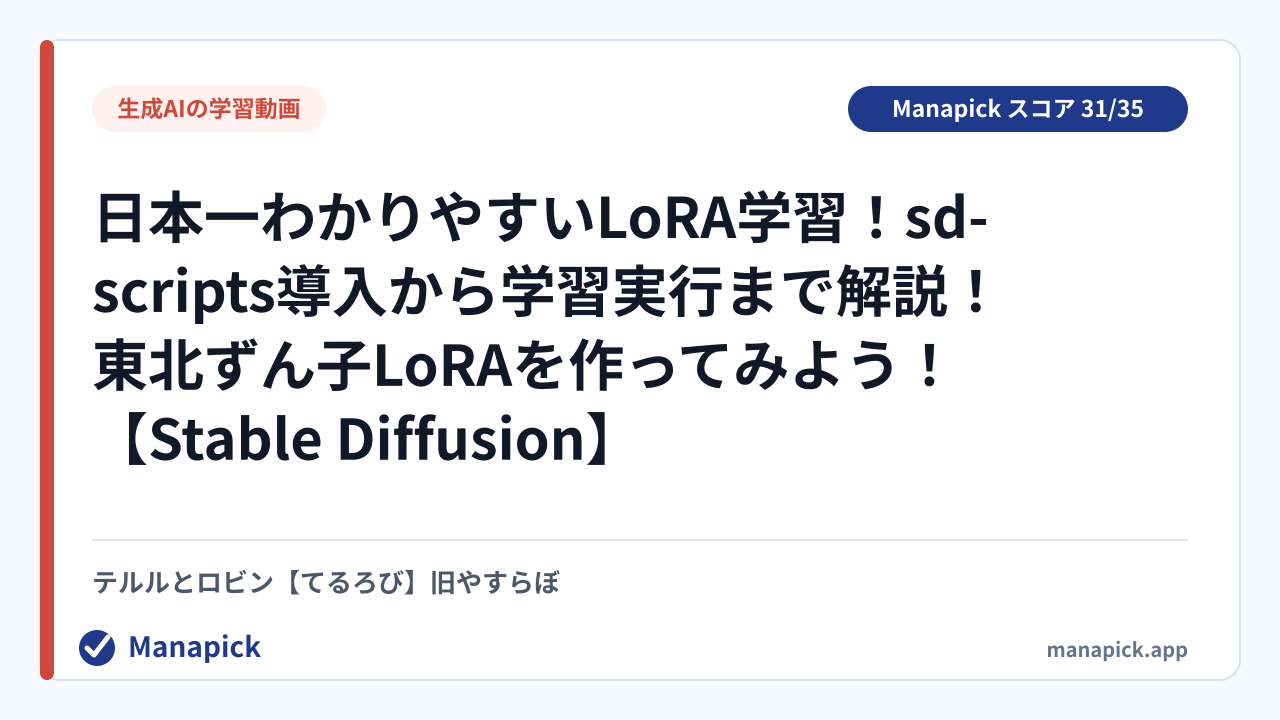 生成AIの学習動画
Manapick スコア 31/35
日本一わかりやすいLoRA学習！sd-
scripts導入から学習実行まで解説！
東北ずん子LoRAを作ってみよう！
【Stable Diffusion】
テルルとロビン【てるろび】旧やすらぼ
Manapick
manapick.app